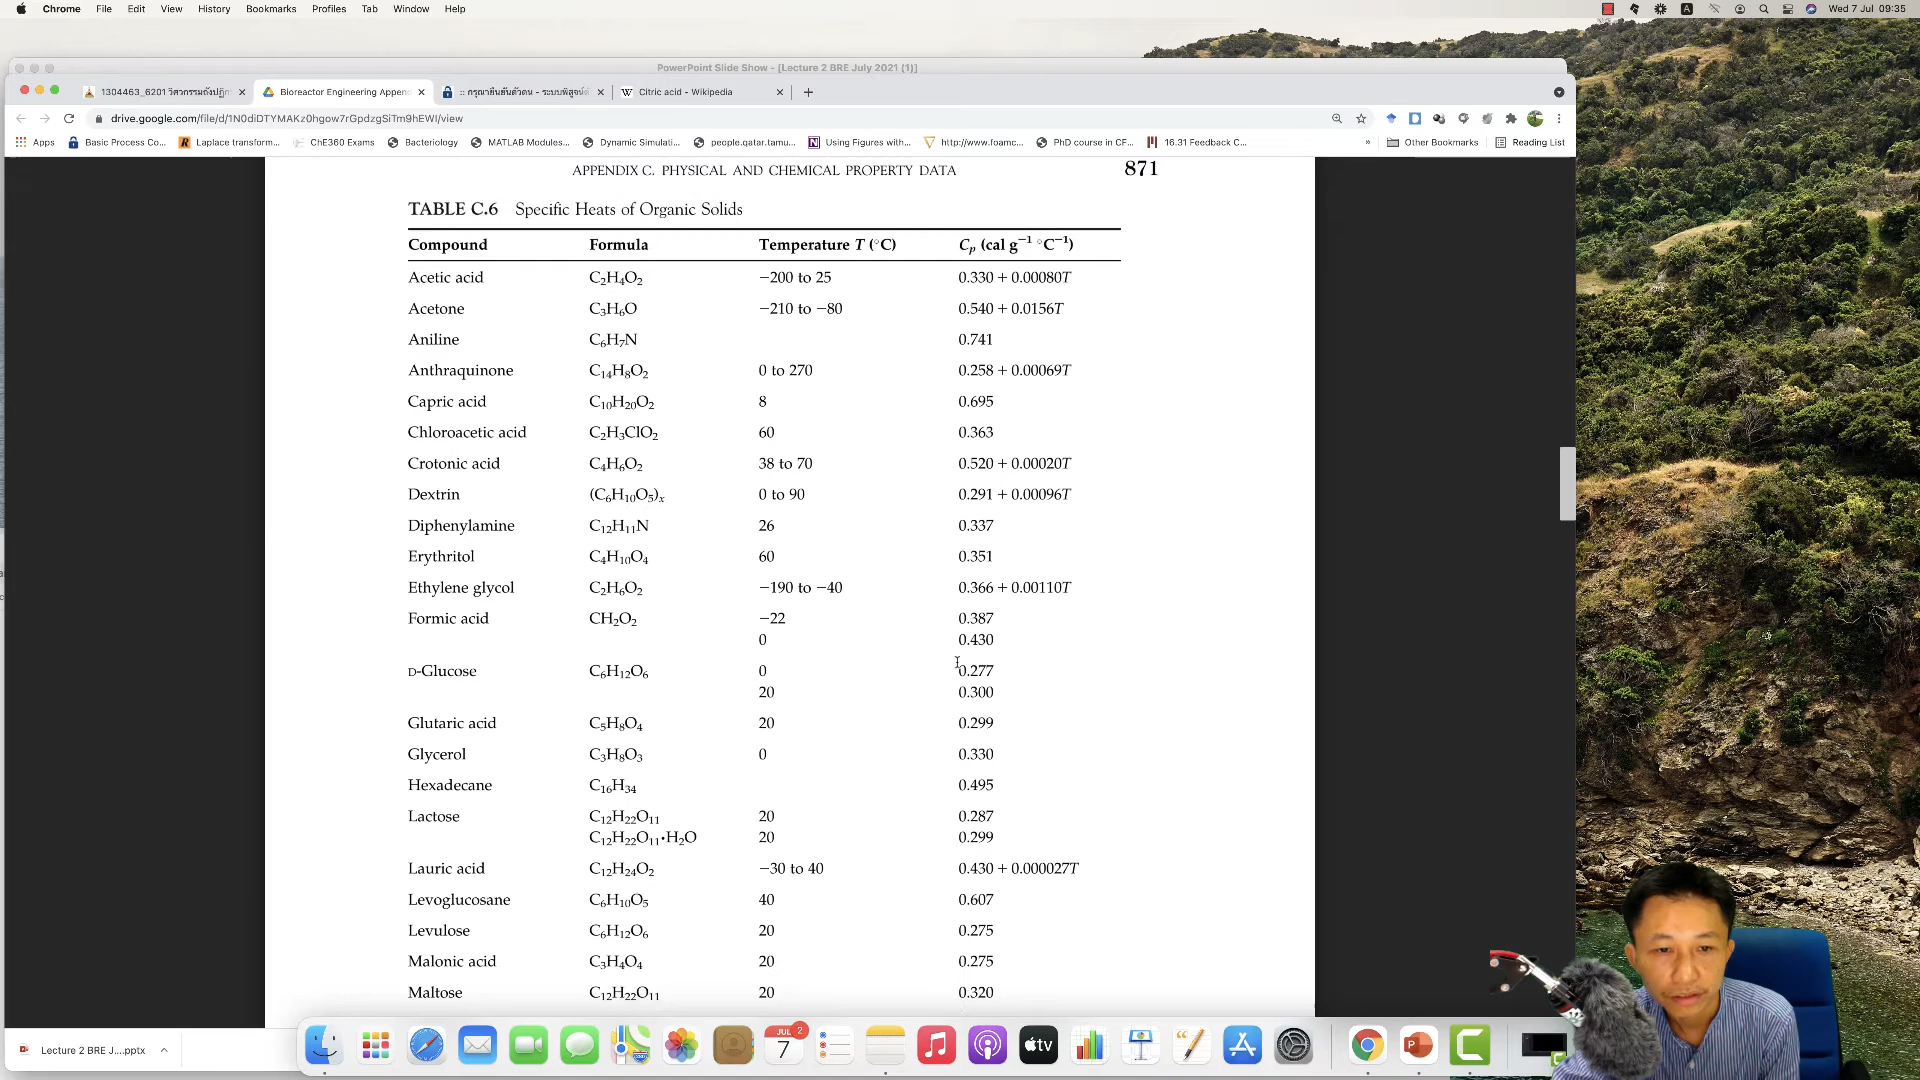 Chrome File Edit View History Bookmarks Profiles Tab Window Help
A Wed 7 Jul 09:35
PowerPoint Slide Show - [Lecture 2 BRE July 2021 (1)]
Bioreactor Engineering Appen
Citric acid - Wikipedia
drive.google.com/file/d/1N0diDTYMAKz0hgow7rGpdzgSiTm9hEWI/view
Apps Basic Process Co... Laplace transform... ChE360 Exams Bacteriology MATLAB Modules... Dynamic Simulati... people.qatar.tamu... Using Figures with... http://www.foamc... PhD course in CF... 16.31 Feedback C... » Other Bookmarks Reading List
APPENDIX C. PHYSICAL AND CHEMICAL PROPERTY DATA 871
TABLE C.6 Specific Heats of Organic Solids
Compound Formula Temperature T (°C) Cp (cal g⁻¹ °C⁻¹)
Acetic acid C₂H₄O₂ −200 to 25 0.330 + 0.00080T
Acetone C₃H₆O −210 to −80 0.540 + 0.0156T
Aniline C₆H₇N 0.741
Anthraquinone C₁₄H₈O₂ 0 to 270 0.258 + 0.00069T
Capric acid C₁₀H₂₀O₂ 8 0.695
Chloroacetic acid C₂H₃ClO₂ 60 0.363
Crotonic acid C₄H₆O₂ 38 to 70 0.520 + 0.00020T
Dextrin (C₆H₁₀O₅)ₓ 0 to 90 0.291 + 0.00096T
Diphenylamine C₁₂H₁₁N 26 0.337
Erythritol C₄H₁₀O₄ 60 0.351
Ethylene glycol C₂H₆O₂ −190 to −40 0.366 + 0.00110T
Formic acid CH₂O₂ −22 0.387
0 0.430
D-Glucose C₆H₁₂O₆ 0 0.277
20 0.300
Glutaric acid C₅H₈O₄ 20 0.299
Glycerol C₃H₈O₃ 0 0.330
Hexadecane C₁₆H₃₄ 0.495
Lactose C₁₂H₂₂O₁₁ 20 0.287
C₁₂H₂₂O₁₁•H₂O 20 0.299
Lauric acid C₁₂H₂₄O₂ −30 to 40 0.430 + 0.000027T
Levoglucosane C₆H₁₀O₅ 40 0.607
Levulose C₆H₁₂O₆ 20 0.275
Malonic acid C₃H₄O₄ 20 0.275
Maltose C₁₂H₂₂O₁₁ 20 0.320
Lecture 2 BRE J....pptx
JUL 2
7
tv